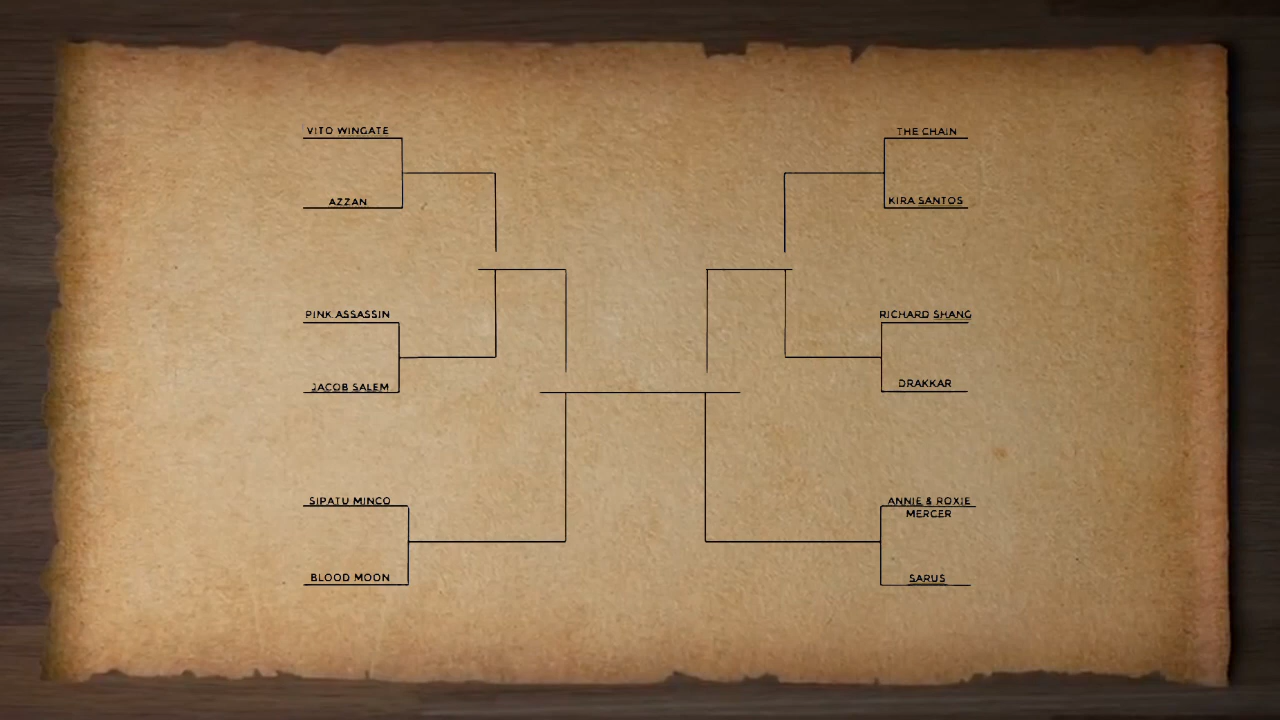 VITO WINGATE
AZZAN
PINK ASSASSIN
JACOB SALEM
SIPATU MINCO
BLOOD MOON
THE CHAIN
KIRA SANTOS
RICHARD SHANG
DRAKKAR
ANNIE & ROXIE
MERCER
SARUS